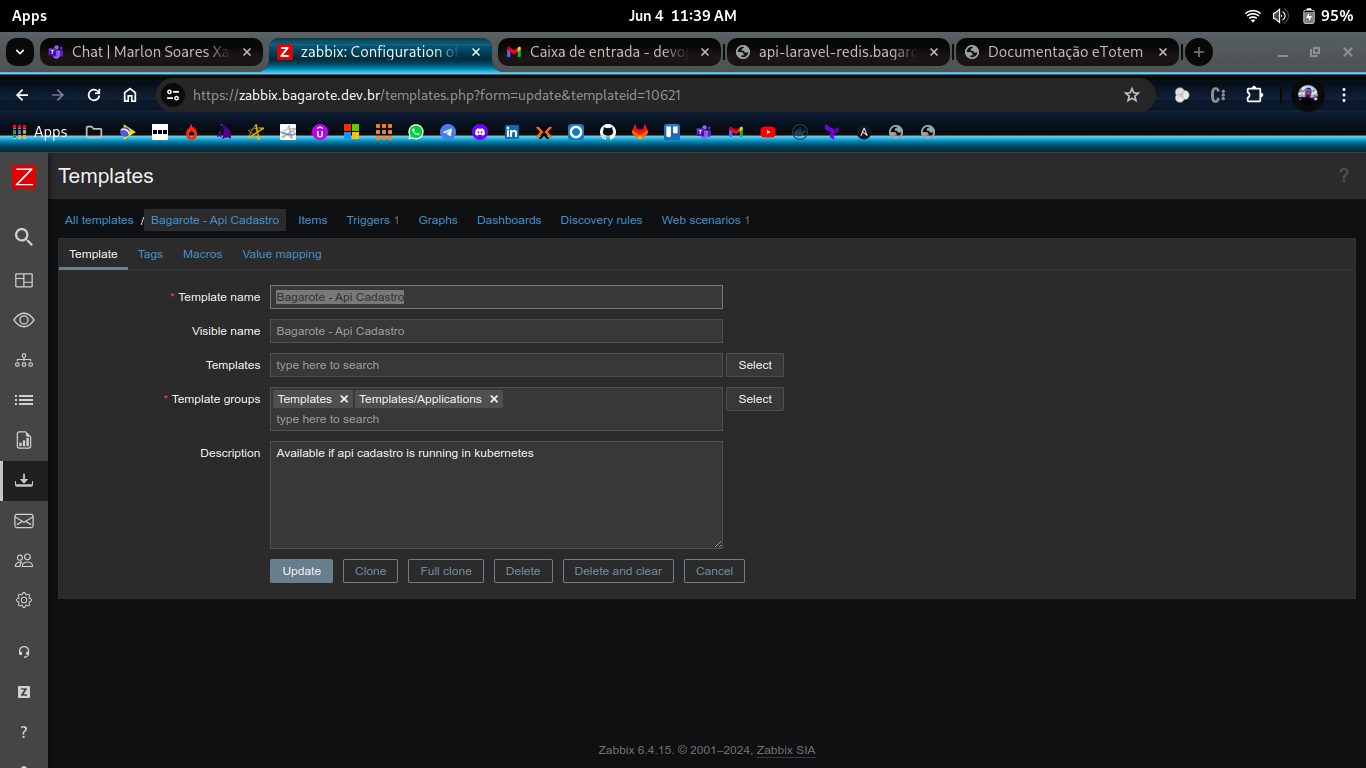 Apps
Jun 4 11:39 AM
95%
Chat | Marlon Soares Xa
zabbix: Configuration of
Caixa de entrada - devo
api-laravel-redis.bagaro
Documentação eTotem
https://zabbix.bagarote.dev.br/templates.php?form=update&templateid=10621
Apps
Z
Templates
?
All templates / Bagarote - Api Cadastro Items Triggers 1 Graphs Dashboards Discovery rules Web scenarios 1
Template Tags Macros Value mapping
* Template name Bagarote - Api Cadastro
Visible name Bagarote - Api Cadastro
Templates type here to search Select
* Template groups Templates Templates/Applications Select
type here to search
Description Available if api cadastro is running in kubernetes
Update Clone Full clone Delete Delete and clear Cancel
Z
?
Zabbix 6.4.15. © 2001–2024, Zabbix SIA